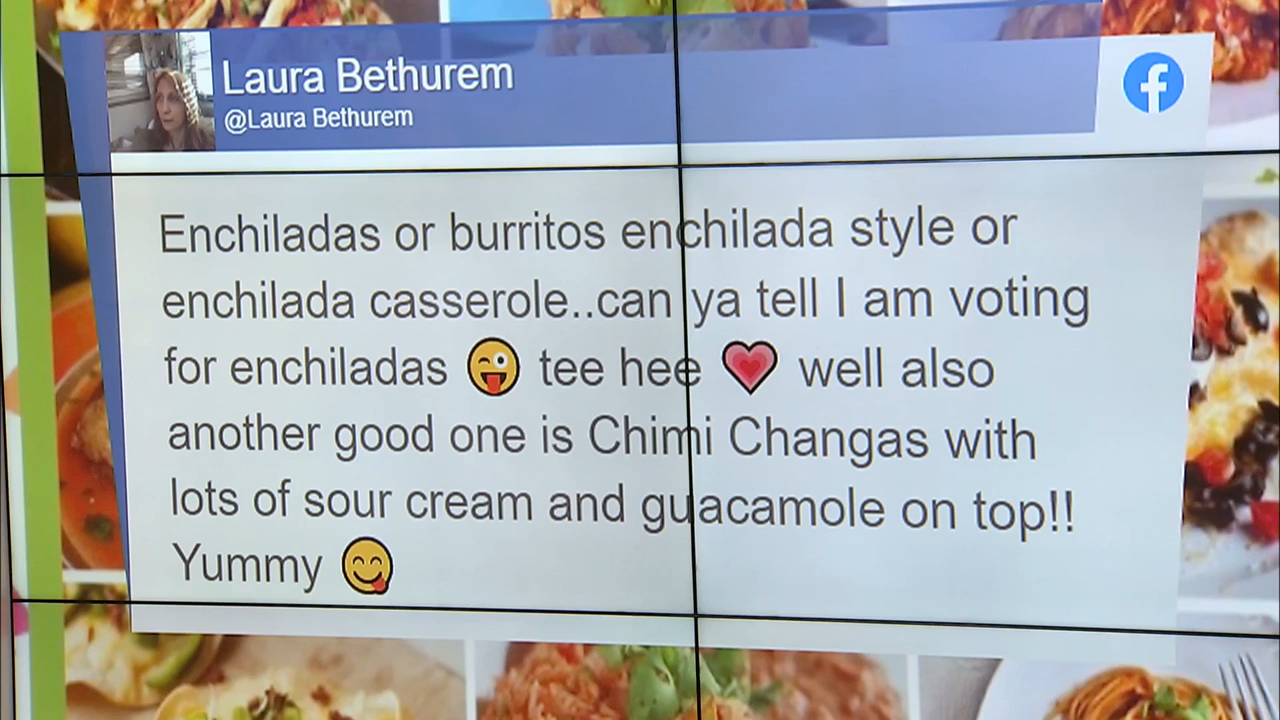 Laura Bethurem
@Laura Bethurem
f
Enchiladas or burritos enchilada style or
enchilada casserole..can ya tell I am voting
for enchiladas 😜 tee hee 💗 well also
another good one is Chimi Changas with
lots of sour cream and guacamole on top!!
Yummy 😋